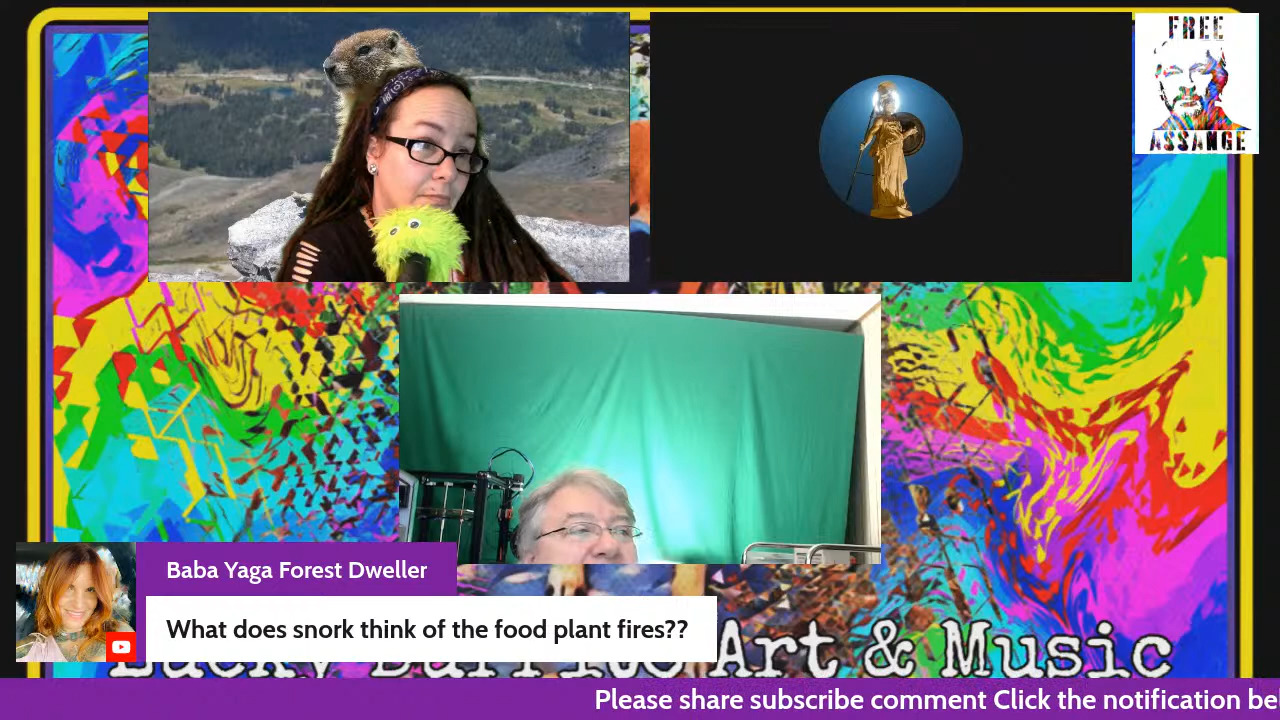 FREE
ASSANGE
Baba Yaga Forest Dweller
What does snork think of the food plant fires??
Art & Music
Please share subscribe comment Click the notification be